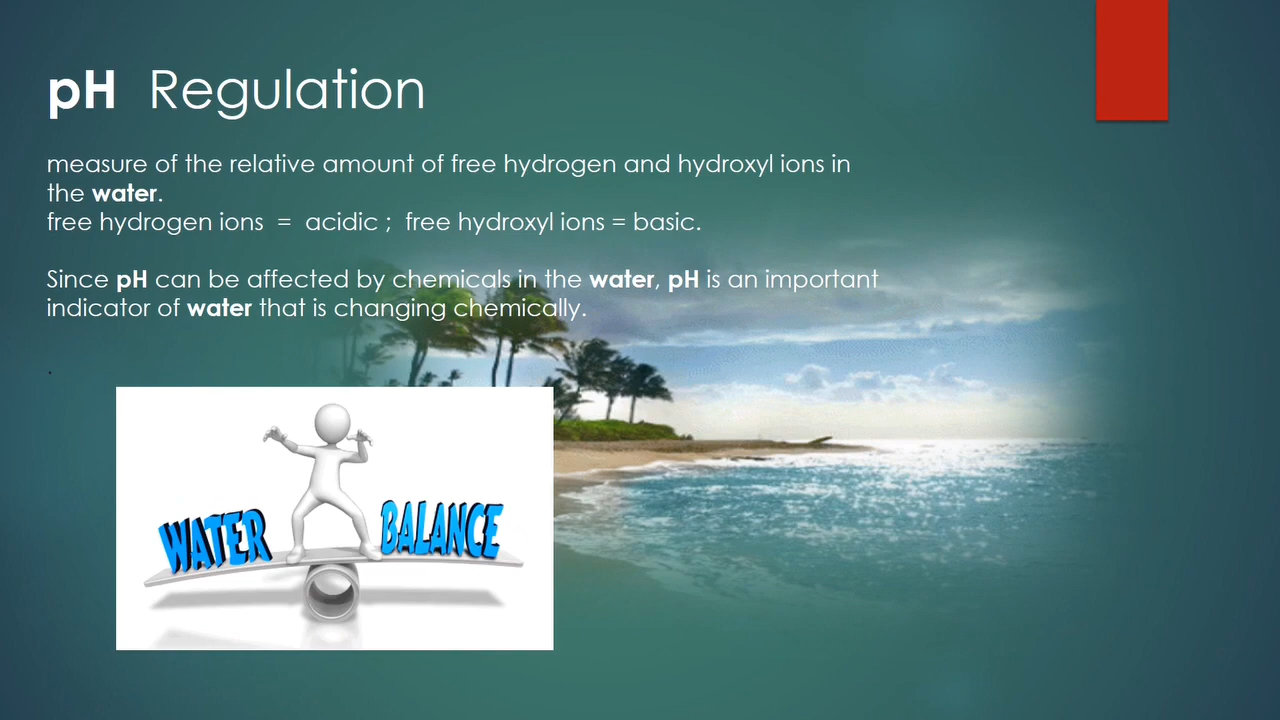 pH Regulation
measure of the relative amount of free hydrogen and hydroxyl ions in
the water.
free hydrogen ions = acidic ; free hydroxyl ions = basic.
Since pH can be affected by chemicals in the water, pH is an important
indicator of water that is changing chemically.
.
WATER BALANCE